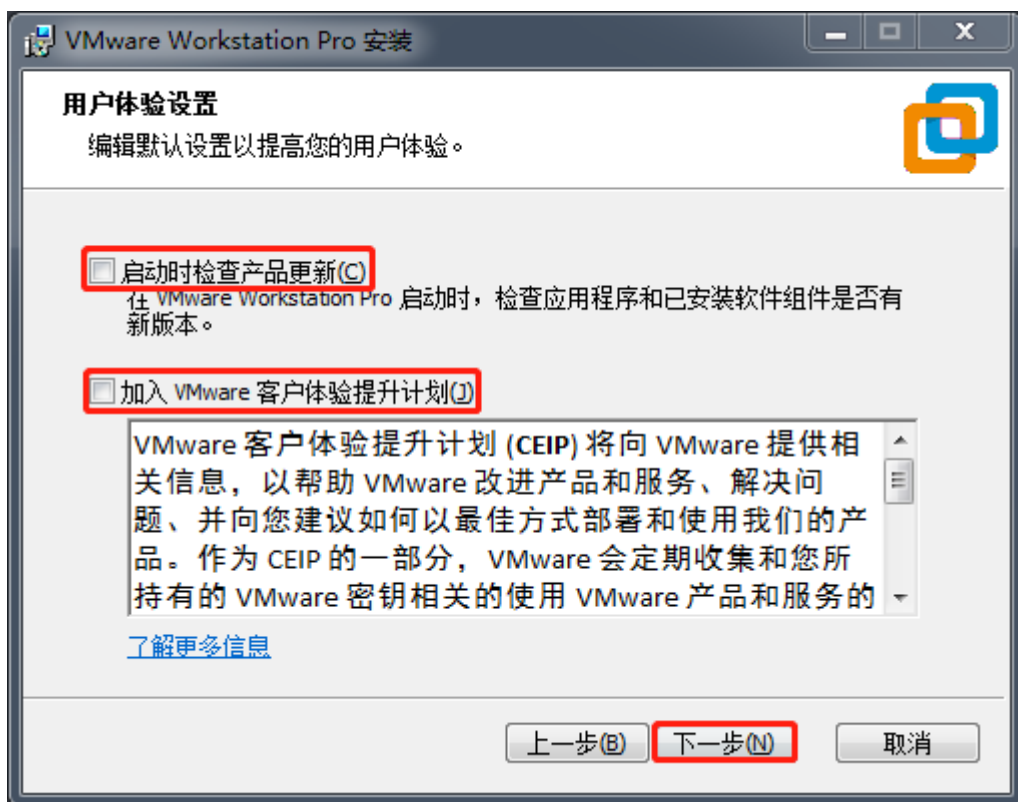 VMware Workstation Pro 安装
用户体验设置
编辑默认设置以提高您的用户体验。
启动时检查产品更新(C)
在 VMware Workstation Pro 启动时，检查应用程序和已安装软件组件是否有
新版本。
加入 VMware 客户体验提升计划(J)
VMware 客户体验提升计划 (CEIP) 将向 VMware 提供相
关信息，以帮助 VMware 改进产品和服务、解决问
题、并向您建议如何以最佳方式部署和使用我们的产
品。作为 CEIP 的一部分，VMware 会定期收集和您所
持有的 VMware 密钥相关的使用 VMware 产品和服务的
了解更多信息
上一步(B) 下一步(N) 取消